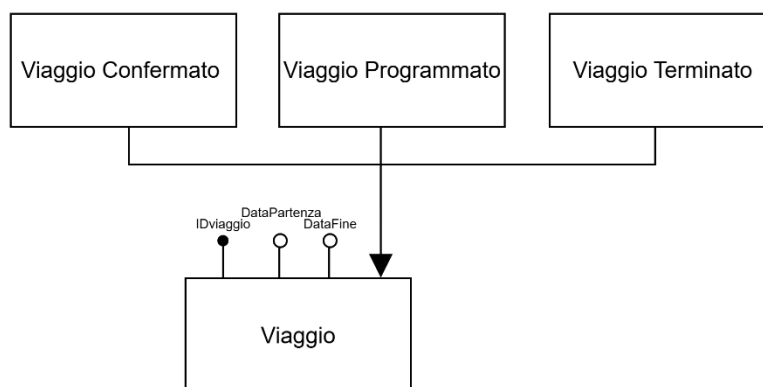 Viaggio Confermato
Viaggio Programmato
Viaggio Terminato
DataPartenza
IDviaggio
DataFine
Viaggio